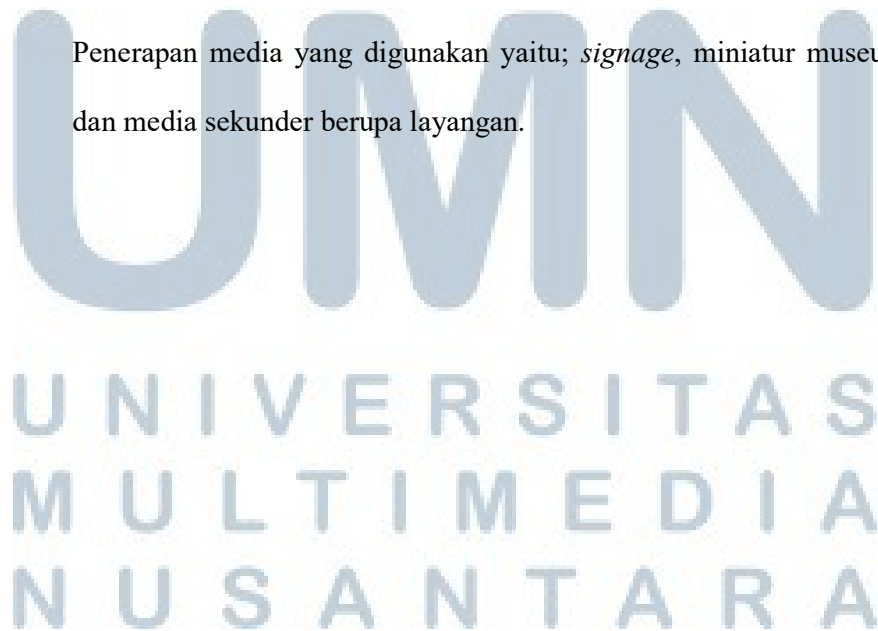 Penerapan media yang digunakan yaitu; signage, miniatur museu
dan media sekunder berupa layangan.
UMN
UNIVERSITAS
MULTIMEDIA
NUSANTARA